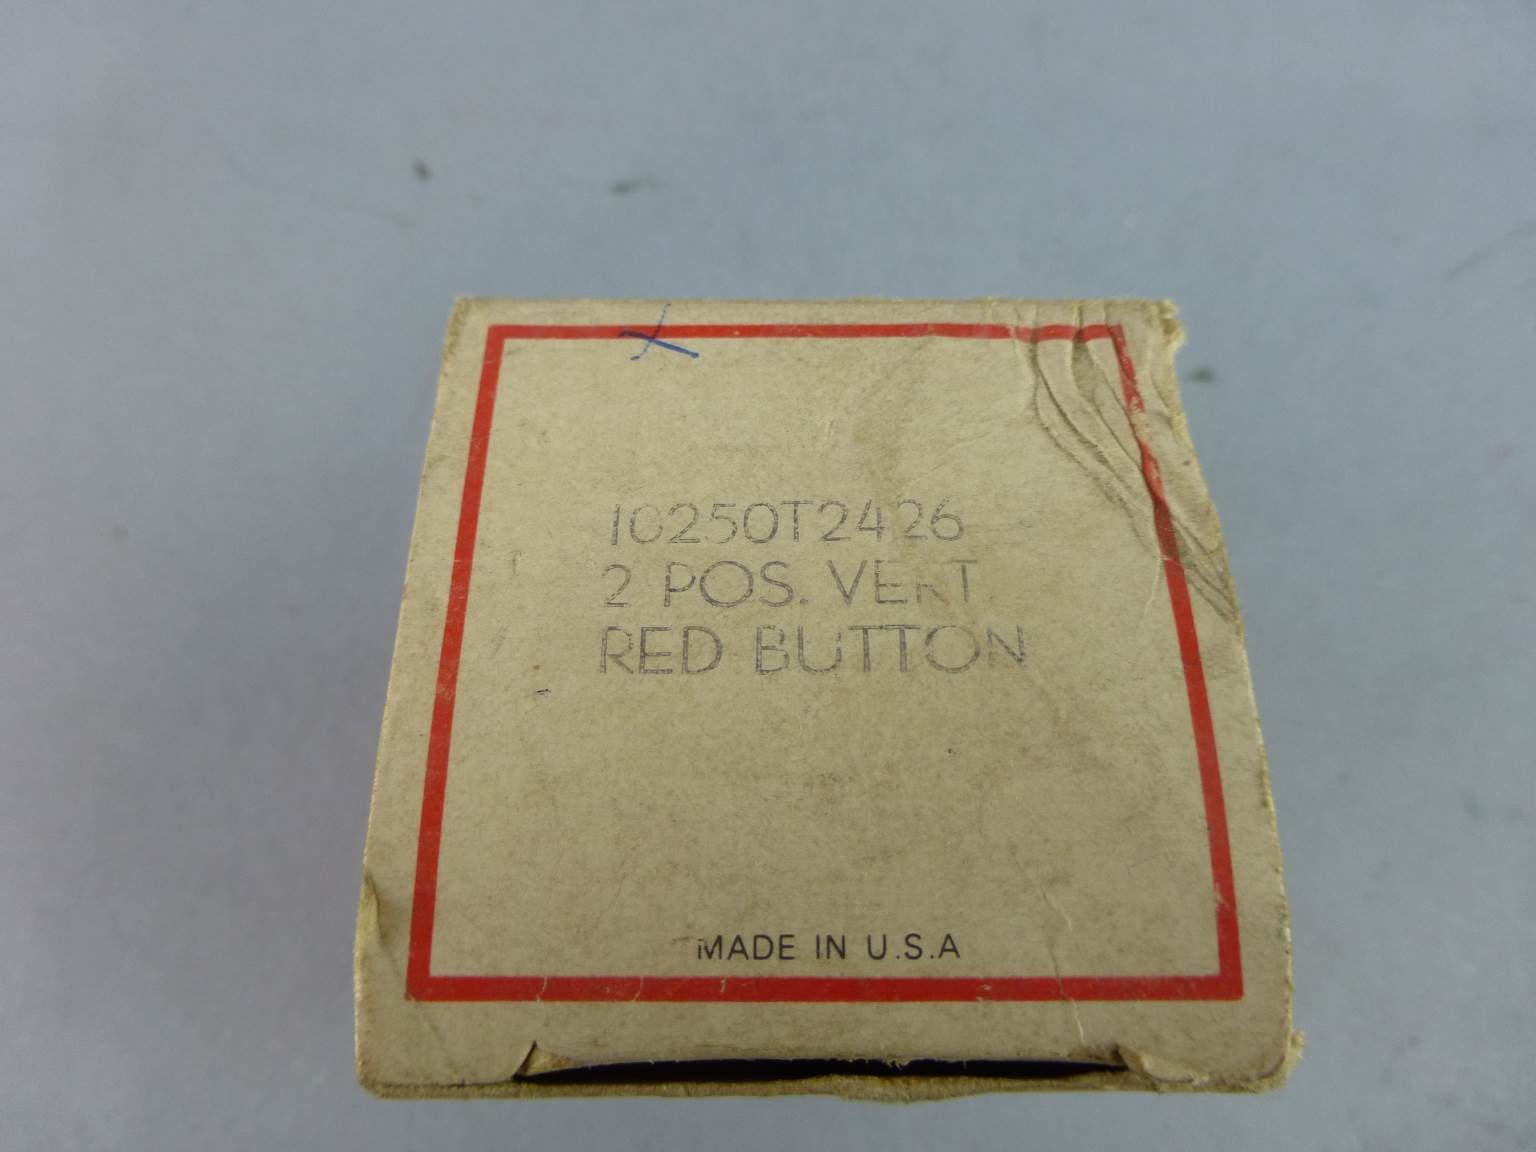 10250T2426
2 POS. VERT
RED BUTTON
MADE IN U.S.A